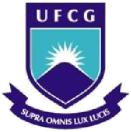 UFCG
SUPRA OMNIS LUX LUCIS